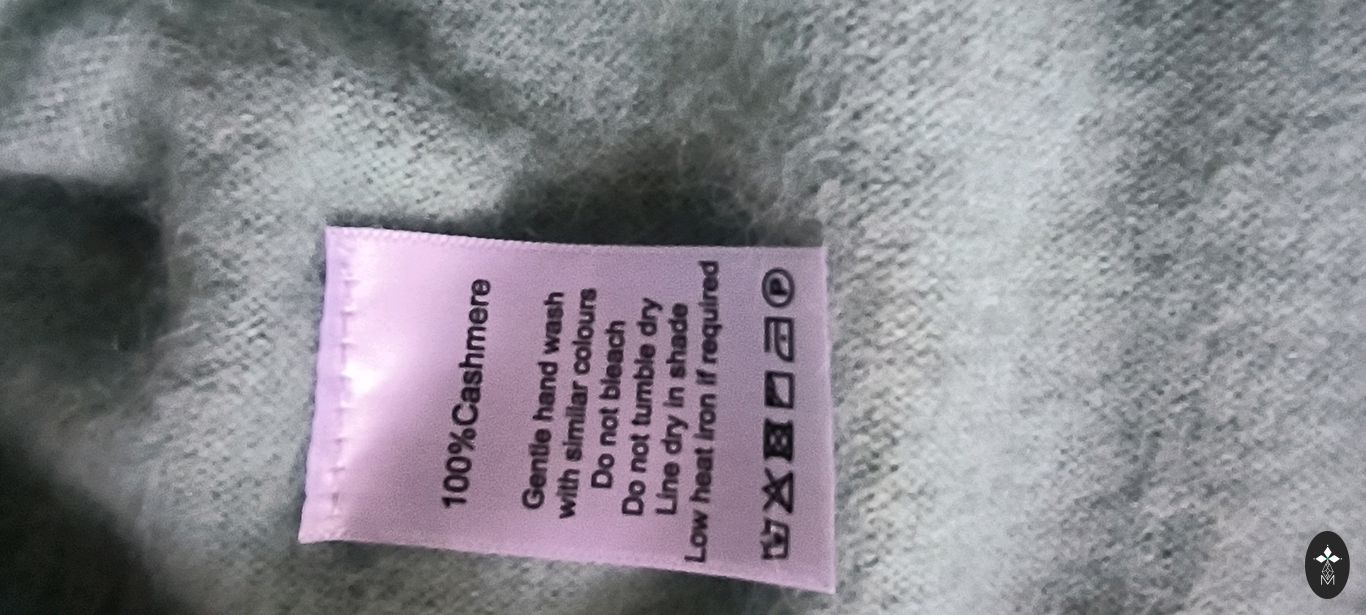 100%Cashmere
Gentle hand wash
with similar colours
Do not bleach
Do not tumble dry
Line dry in shade
Low heat iron if required
P
M